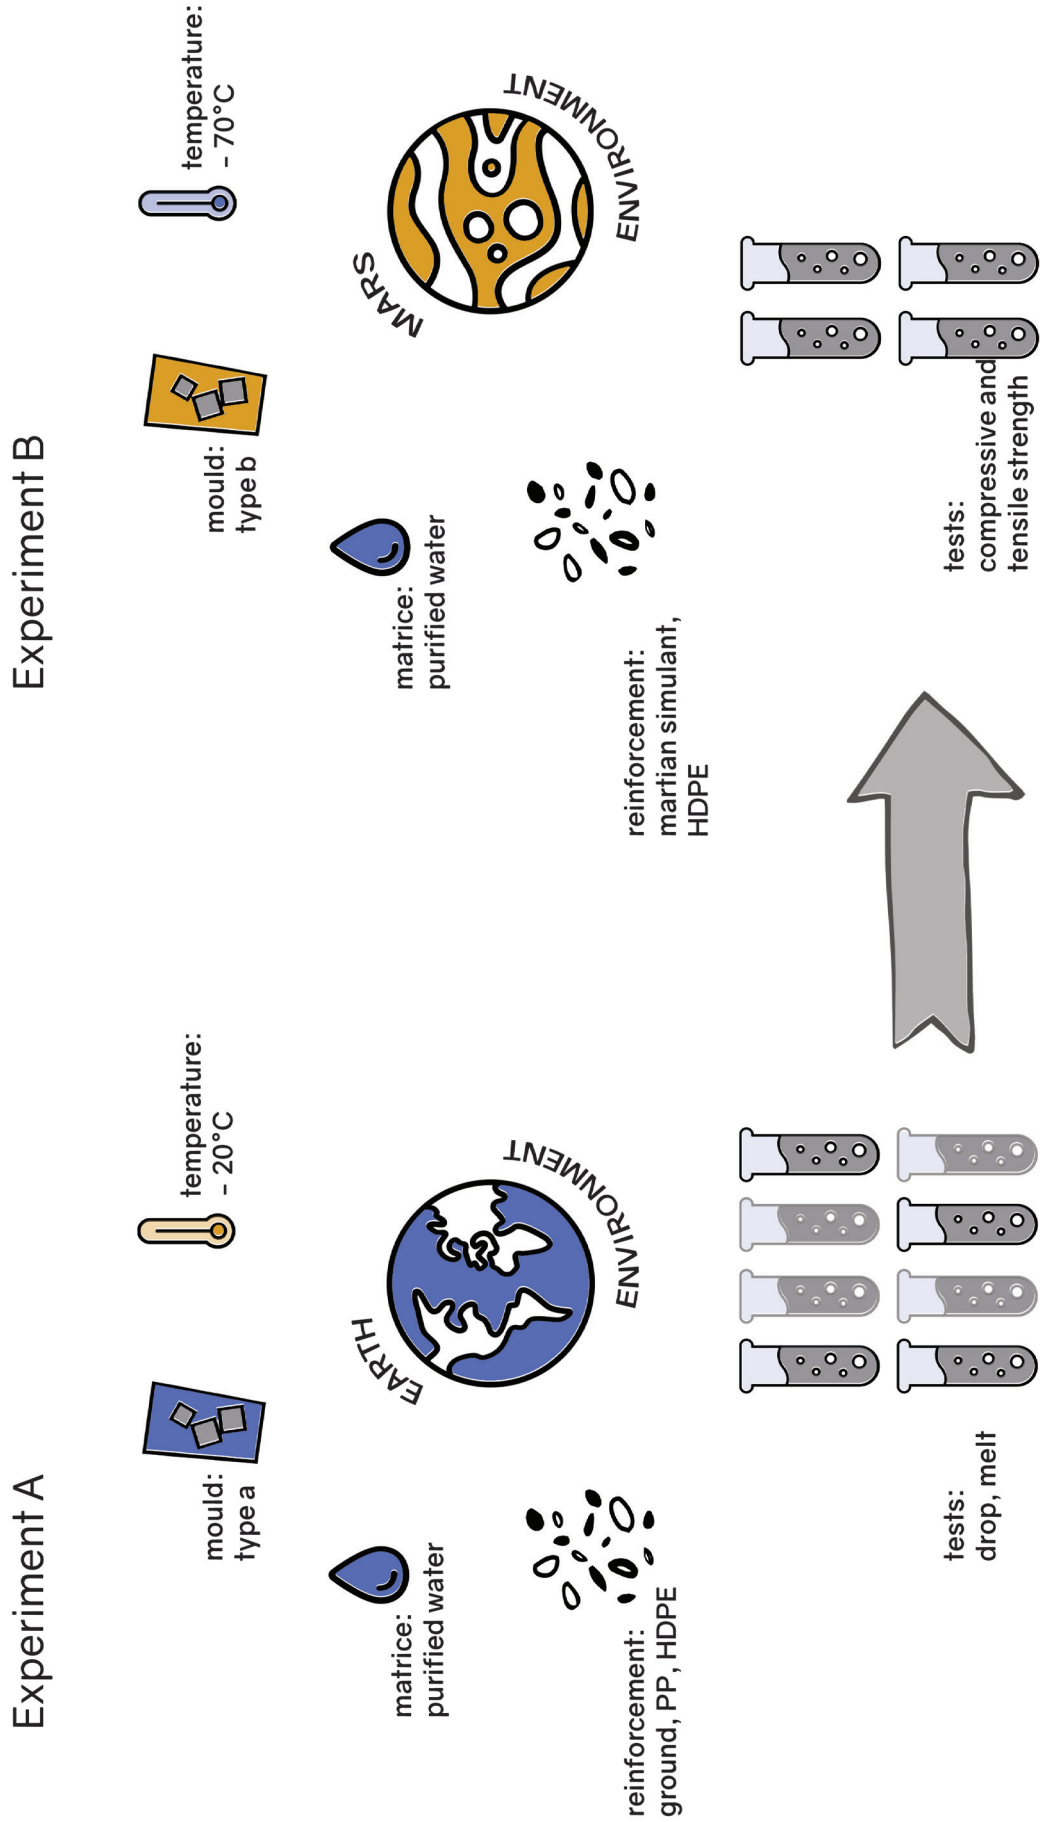 Experiment A
mould:
type a
temperature:
- 20°C
matrice:
purified water
EARTH
ENVIRONMENT
reinforcement:
ground, PP, HDPE
tests:
drop, melt
Experiment B
mould:
type b
temperature:
- 70°C
matrice:
purified water
MARS
ENVIRONMENT
reinforcement:
martian simulant,
HDPE
tests:
compressive and
tensile strength